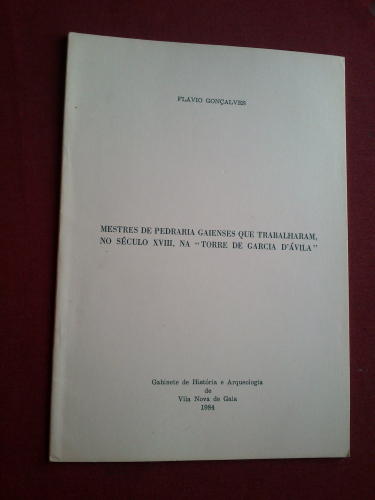 FLÁVIO GONÇALVES
MESTRES DE PEDRARIA GAIENSES QUE TRABALHARAM,
NO SÉCULO XVIII, NA "TORRE DE GARCIA D'ÁVILA"
Gabinete de História e Arqueologia
de
Vila Nova de Gaia
1984